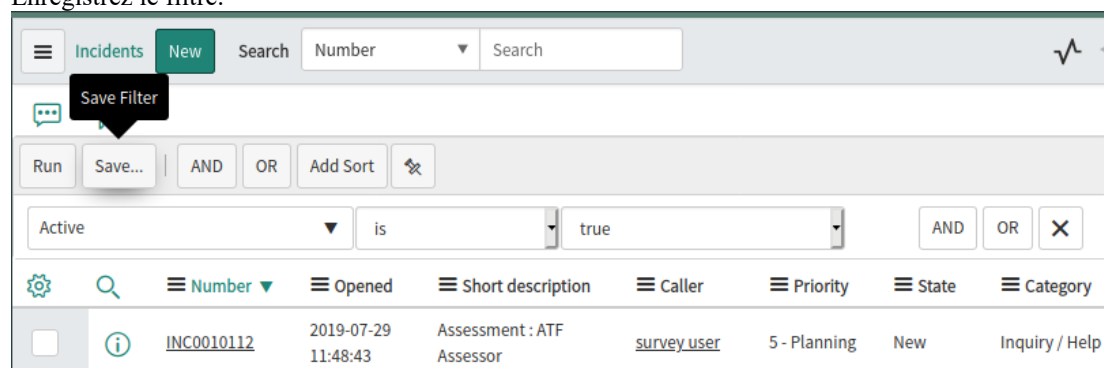 Enregistrez le filtre.
Incidents New Search Number Search
Save Filter
Run Save... AND OR Add Sort
Active is true AND OR
Number Opened Short description Caller Priority State Category
INC0010112 2019-07-29 11:48:43 Assessment : ATF Assessor survey user 5 - Planning New Inquiry / Help